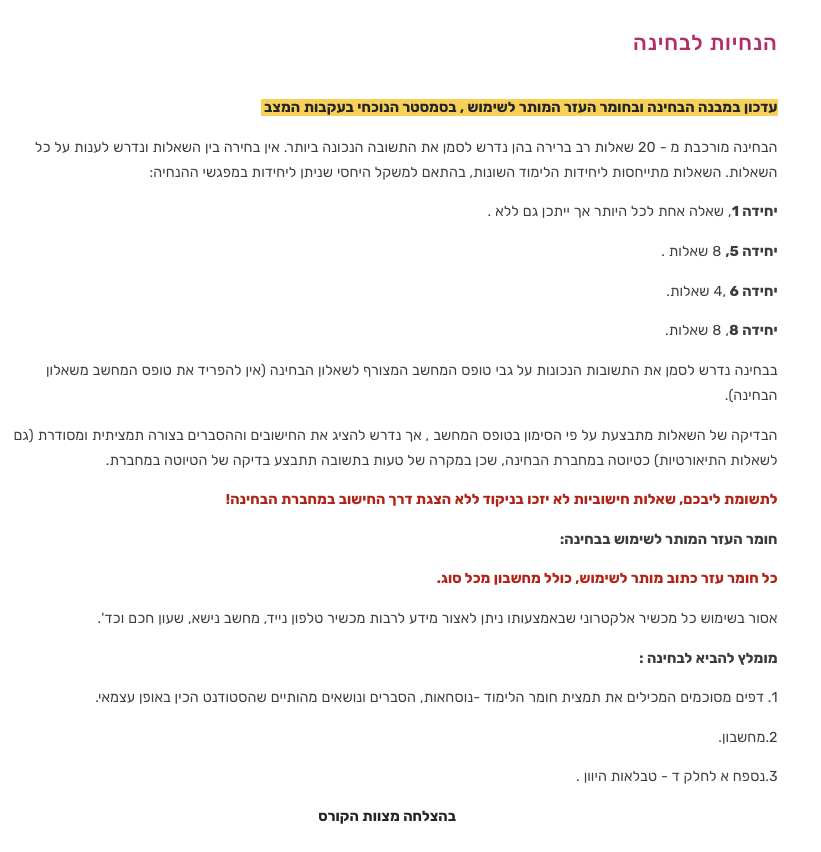 הנחיות לבחינה
עדכון במבנה הבחינה ובחומר העזר המותר לשימוש , בסמסטר הנוכחי בעקבות המצב
הבחינה מורכבת מ - 20 שאלות רב ברירה בהן נדרש לסמן את התשובה הנכונה ביותר. אין בחירה בין השאלות ונדרש לענות על כל
השאלות. השאלות מתייחסות ליחידות הלימוד השונות, בהתאם למשקל היחסי שניתן ליחידות במפגשי ההנחיה:
יחידה 1, שאלה אחת לכל היותר אך ייתכן גם ללא .
יחידה 5, 8 שאלות .
יחידה 6 ,4 שאלות.
יחידה 8, 8 שאלות.
בבחינה נדרש לסמן את התשובות הנכונות על גבי טופס המחשב המצורף לשאלון הבחינה (אין להפריד את טופס המחשב משאלון
הבחינה).
הבדיקה של השאלות מתבצעת על פי הסימון בטופס המחשב , אך נדרש להציג את החישובים וההסברים בצורה תמציתית ומסודרת (גם
לשאלות התיאורטיות) כטיוטה במחברת הבחינה, שכן במקרה של טעות בתשובה תתבצע בדיקה של הטיוטה במחברת.
לתשומת ליבכם, שאלות חישוביות לא יזכו בניקוד ללא הצגת דרך החישוב במחברת הבחינה!
חומר העזר המותר לשימוש בבחינה:
כל חומר עזר כתוב מותר לשימוש, כולל מחשבון מכל סוג.
אסור בשימוש כל מכשיר אלקטרוני שבאמצעותו ניתן לאצור מידע לרבות מכשיר טלפון נייד, מחשב נישא, שעון חכם וכד'.
מומלץ להביא לבחינה :
1. דפים מסוכמים המכילים את תמצית חומר הלימוד -נוסחאות, הסברים ונושאים מהותיים שהסטודנט הכין באופן עצמאי.
2.מחשבון.
3.נספח א לחלק ד - טבלאות היוון .
בהצלחה מצוות הקורס